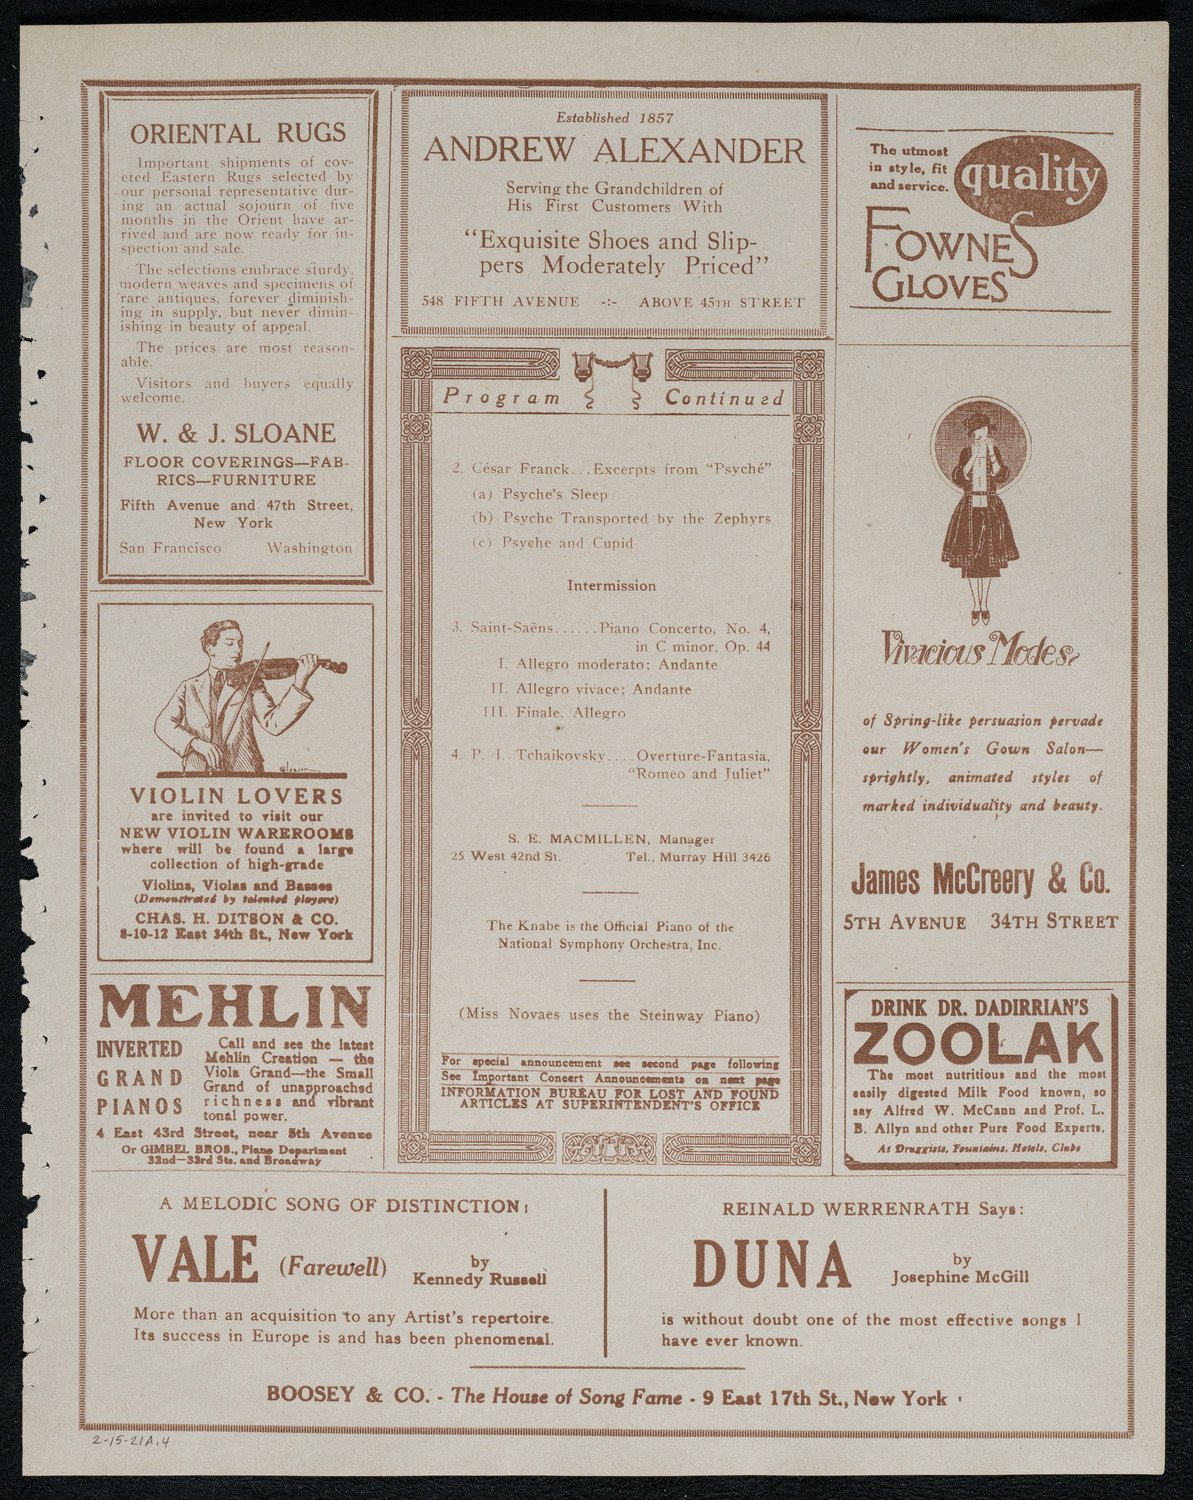 ORIENTAL RUGS
Important shipments of cov-
eted Eastern Rugs selected by
our personal representative dur-
ing an actual sojourn of five
months in the Orient have ar-
rived and are now ready for in-
spection and sale.
The selections embrace sturdy,
modern weaves and specimens of
rare antiques, forever diminish-
ing in supply, but never dimin-
ishing in beauty of appeal.
The prices are most reason-
able.
Visitors and buyers equally
welcome.
W. & J. SLOANE
FLOOR COVERINGS—FAB-
RICS—FURNITURE
Fifth Avenue and 47th Street,
New York
San Francisco Washington
Gleason
VIOLIN LOVERS
are invited to visit our
NEW VIOLIN WAREROOMS
where will be found a large
collection of high-grade
Violins, Violas and Basses
(Demonstrated by talented players)
CHAS. H. DITSON & CO.
8-10-12 East 34th St., New York
MEHLIN
INVERTED
GRAND
PIANOS
Call and see the latest
Mehlin Creation — the
Viola Grand—the Small
Grand of unapproached
richness and vibrant
tonal power.
4 East 43rd Street, near 5th Avenue
Or GIMBEL BROS., Piano Department
32nd—33rd Sts. and Broadway
Established 1857
ANDREW ALEXANDER
Serving the Grandchildren of
His First Customers With
“Exquisite Shoes and Slip-
pers Moderately Priced”
548 FIFTH AVENUE -:- ABOVE 45TH STREET
Program Continued
2. César Franck...Excerpts from “Psyché”
(a) Psyche's Sleep
(b) Psyche Transported by the Zephyrs
(c) Psyche and Cupid
Intermission
3. Saint-Saëns......Piano Concerto, No. 4,
in C minor, Op. 44
I. Allegro moderato; Andante
II. Allegro vivace; Andante
III. Finale, Allegro
4. P. I. Tchaikovsky....Overture-Fantasia,
“Romeo and Juliet”
S. E. MACMILLEN, Manager
25 West 42nd St. Tel., Murray Hill 3426
The Knabe is the Official Piano of the
National Symphony Orchestra, Inc.
(Miss Novaes uses the Steinway Piano)
For special announcement see second page following
See Important Concert Announcements on next page
INFORMATION BUREAU FOR LOST AND FOUND
ARTICLES AT SUPERINTENDENT'S OFFICE
The utmost
in style, fit
and service.
quality
FOWNES
GLOVES
Vivacious Modes
of Spring-like persuasion pervade
our Women's Gown Salon—
sprightly, animated styles of
marked individuality and beauty.
James McCreery & Co.
5TH AVENUE 34TH STREET
DRINK DR. DADIRRIAN'S
ZOOLAK
The most nutritious and the most
easily digested Milk Food known, so
say Alfred W. McCann and Prof. L.
B. Allyn and other Pure Food Experts.
At Druggists, Fountains, Hotels, Clubs
A MELODIC SONG OF DISTINCTION:
VALE (Farewell) by
Kennedy Russell
More than an acquisition to any Artist's repertoire.
Its success in Europe is and has been phenomenal.
REINALD WERRENRATH Says:
DUNA by
Josephine McGill
is without doubt one of the most effective songs I
have ever known.
BOOSEY & CO. - The House of Song Fame - 9 East 17th St., New York
2-15-21A.4